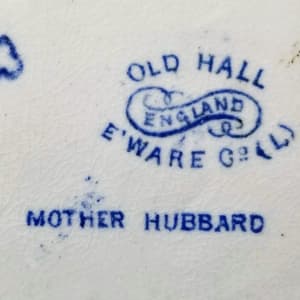 OLD HALL
ENGLAND
E'WARE Co (L)
MOTHER HUBBARD